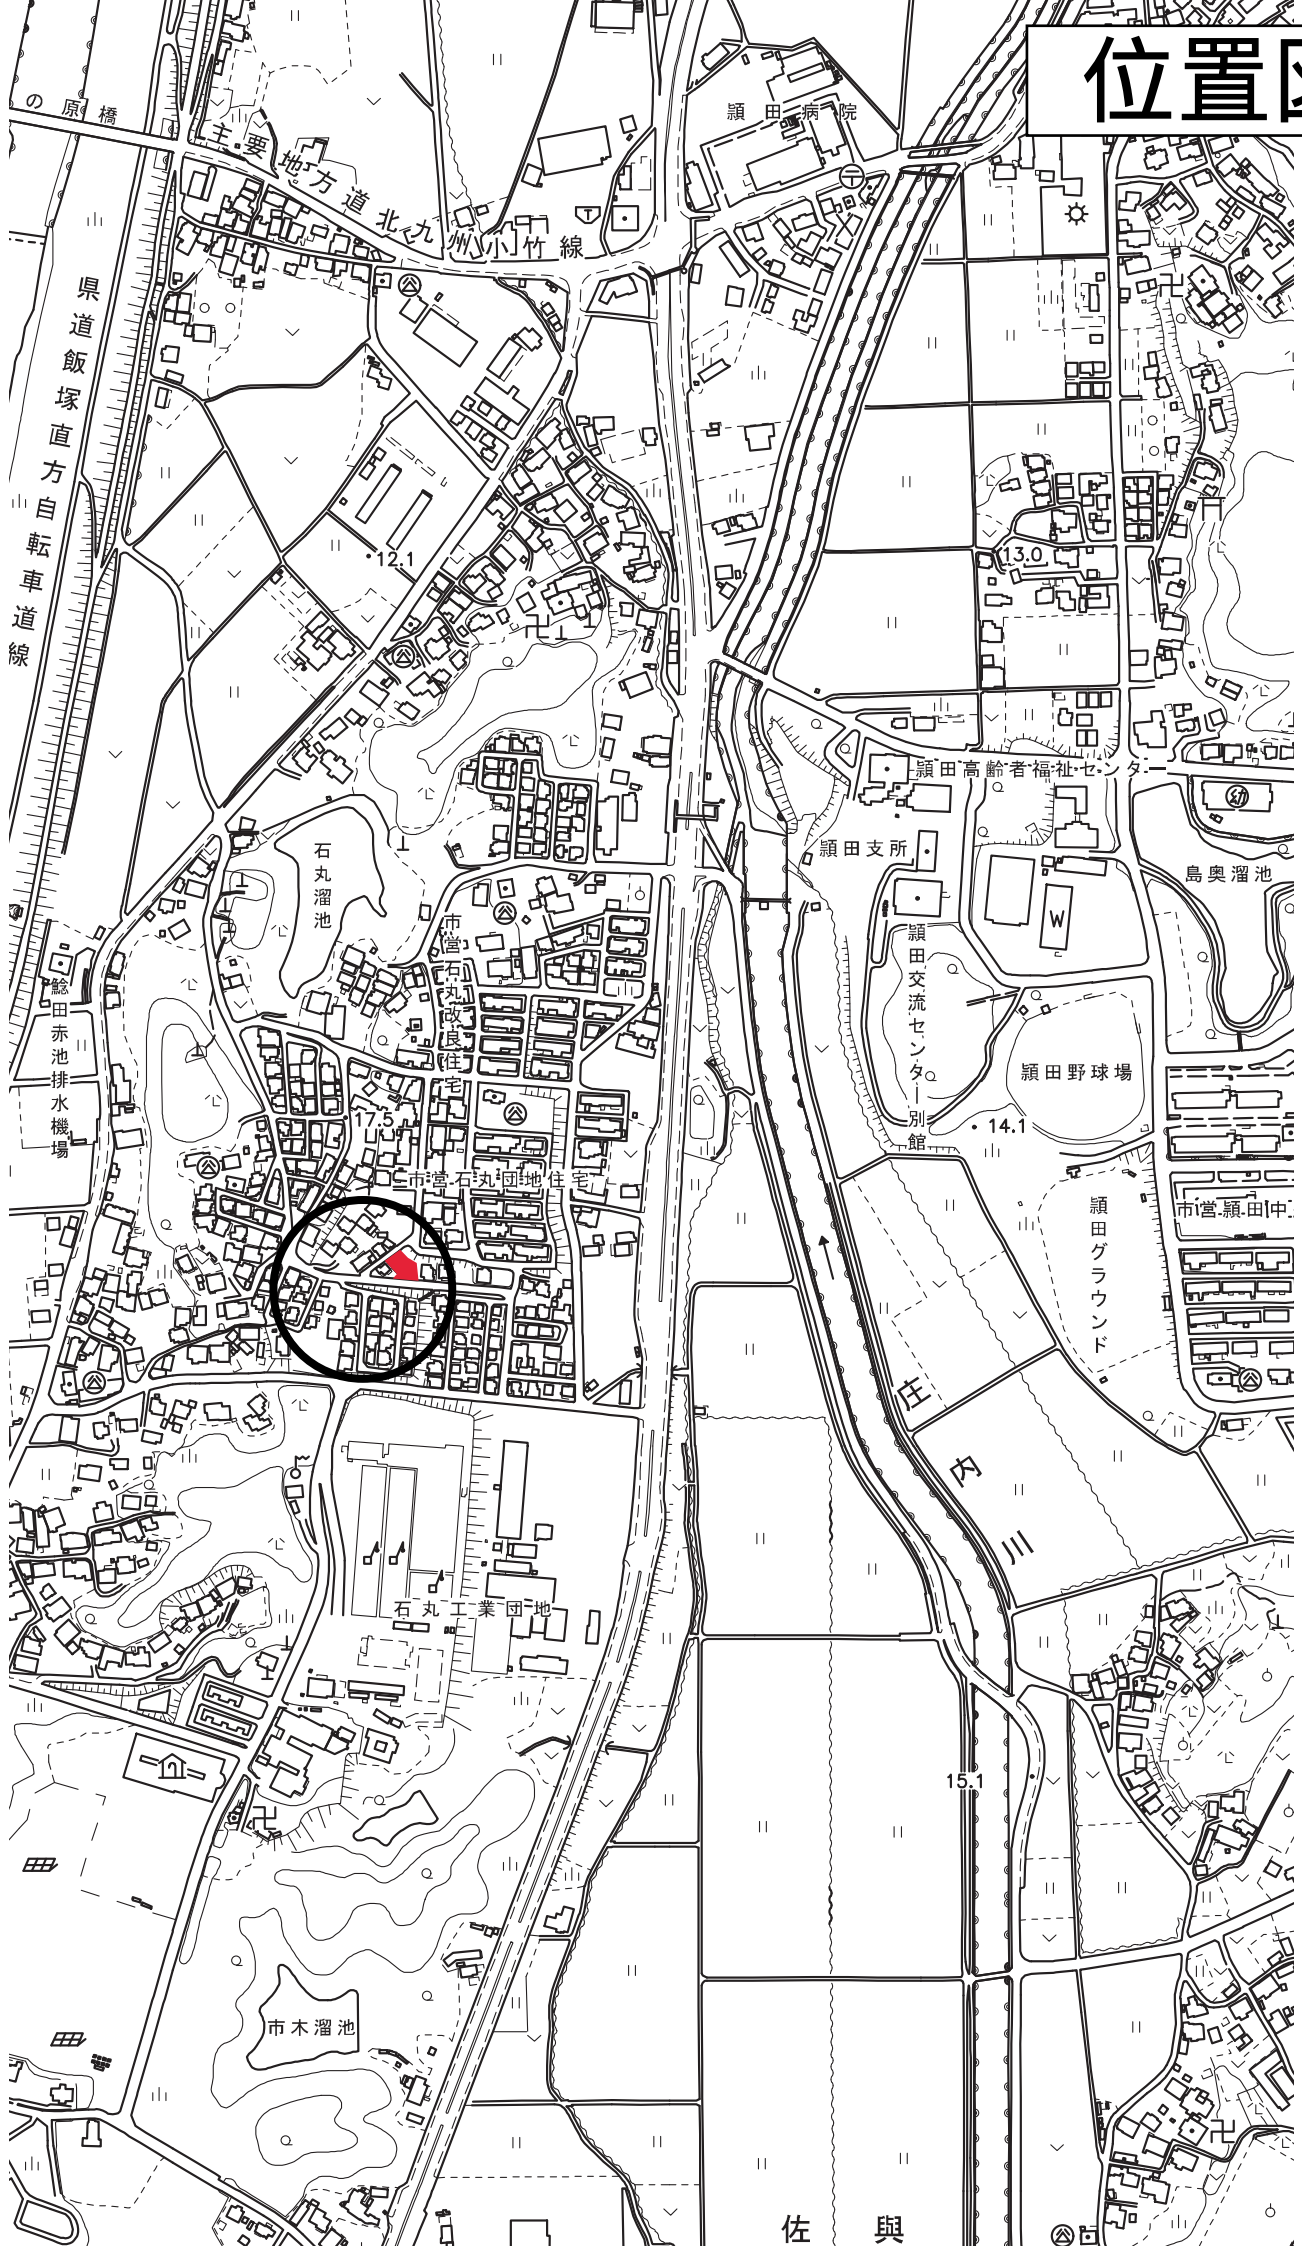 位置図
の原橋
主要地方道北九州小竹線
頴田病院
県道飯塚直方自転車道線
12.1
13.0
頴田高齢者福祉センター
幼
頴田支所
石丸溜池
島奥溜池
W
市営石丸改良住宅
頴田交流センター別館
鯰田赤池排水機場
頴田野球場
17.5
14.1
市営石丸団地住宅
頴田グラウンド
市営頴田中
庄内川
石丸工業団地
15.1
市木溜池
佐與